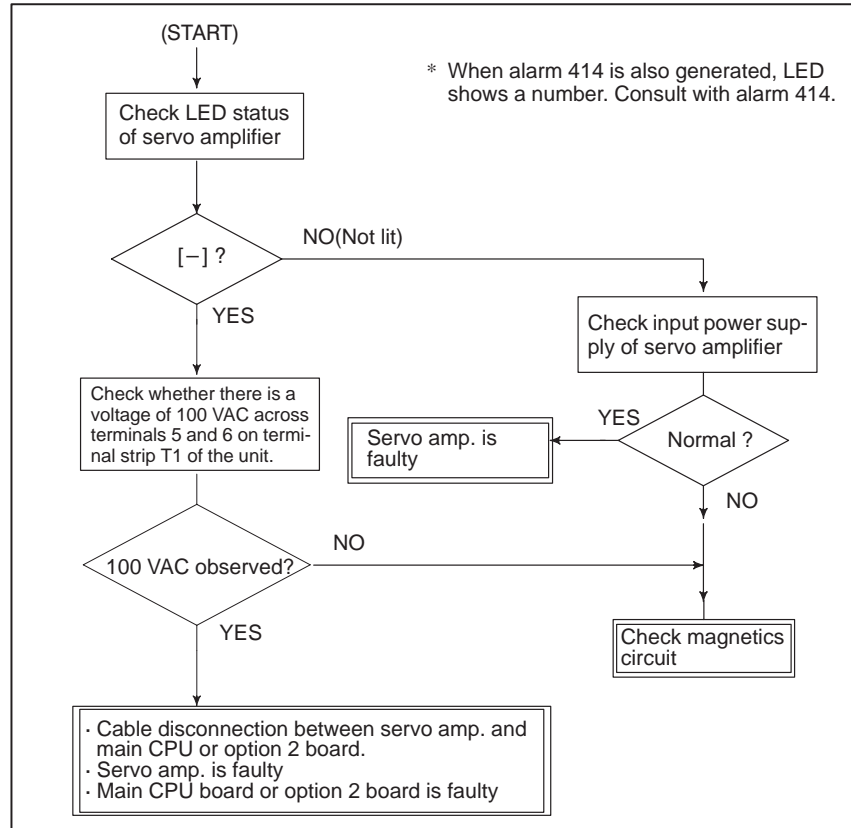 (START)
* When alarm 414 is also generated, LED
shows a number. Consult with alarm 414.
Check LED status
of servo amplifier
[−] ?
NO(Not lit)
YES
Check input power sup-
ply of servo amplifier
Check whether there is a
voltage of 100 VAC across
terminals 5 and 6 on termi-
nal strip T1 of the unit.
YES
Normal ?
Servo amp. is
faulty
NO
100 VAC observed?
NO
YES
Check magnetics
circuit
· Cable disconnection between servo amp. and
main CPU or option 2 board.
· Servo amp. is faulty
· Main CPU board or option 2 board is faulty